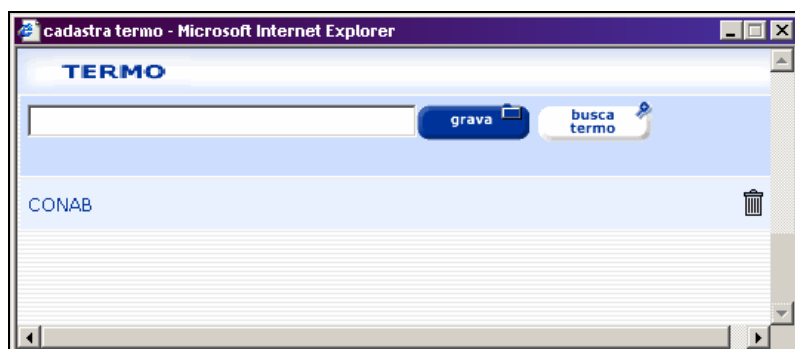 cadastra termo - Microsoft Internet Explorer
TERMO
grava
busca
termo
CONAB